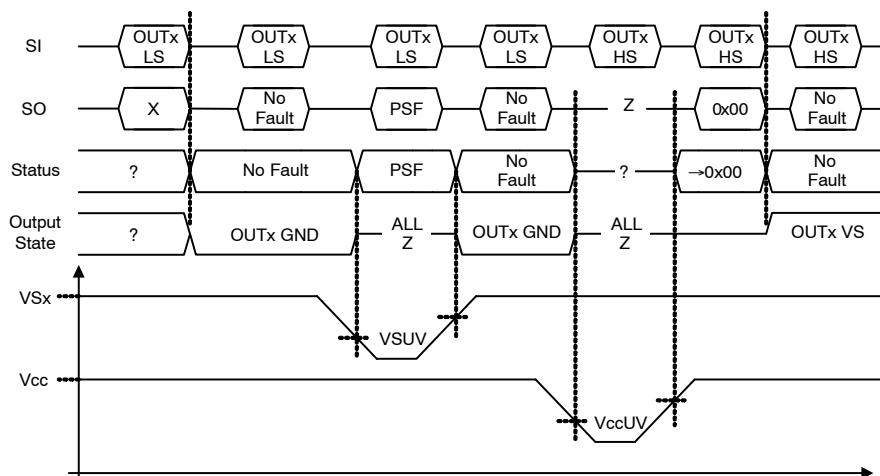 SI
OUTx
LS
OUTx
LS
OUTx
LS
OUTx
LS
OUTx
HS
OUTx
HS
OUTx
HS
SO
X
No
Fault
PSF
No
Fault
Z
0x00
No
Fault
Status
?
No Fault
PSF
No
Fault
?
→0x00
No
Fault
Output
State
?
OUTx GND
ALL
Z
OUTx GND
ALL
Z
OUTx VS
VSx
VSUV
Vcc
VccUV